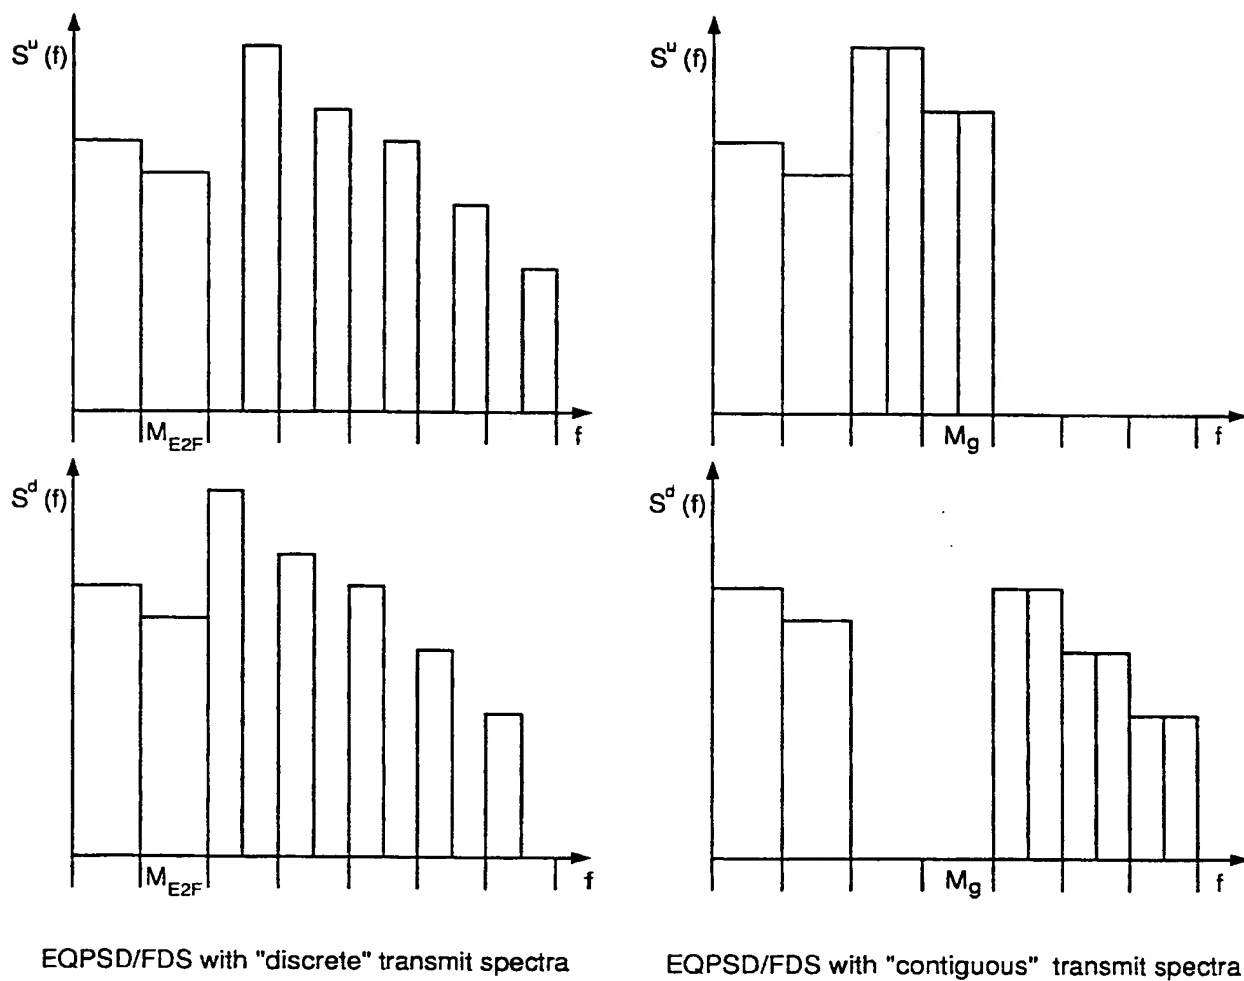 S^u (f)
M_E2F
f
S^d (f)
M_E2F
f
EQPSD/FDS with "discrete" transmit spectra
S^u (f)
M_g
f
S^d (f)
M_g
f
EQPSD/FDS with "contiguous" transmit spectra